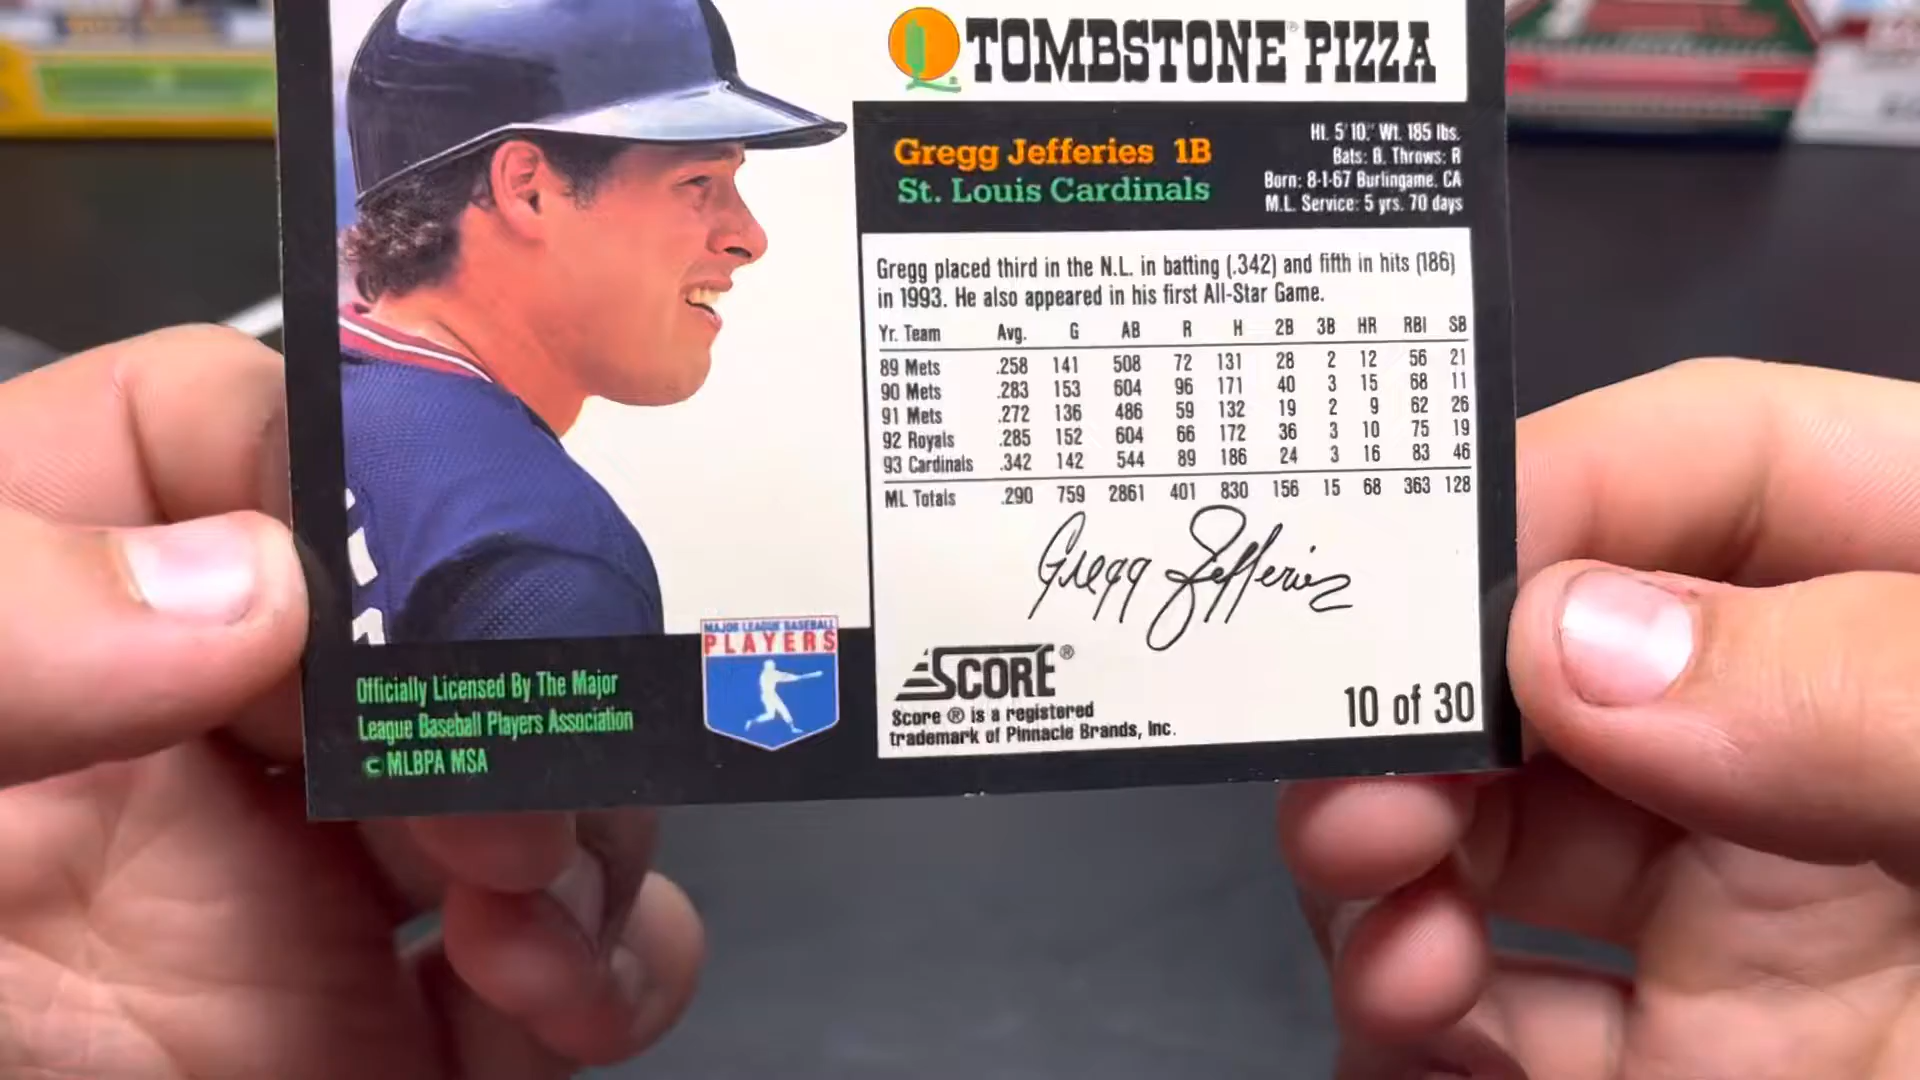 TOMBSTONE® PIZZA
Gregg Jefferies 1B
St. Louis Cardinals
Ht. 5' 10." Wt. 185 lbs.
Bats: B. Throws: R
Born: 8-1-67 Burlingame, CA
M.L. Service: 5 yrs. 70 days
Gregg placed third in the N.L. in batting (.342) and fifth in hits (186)
in 1993. He also appeared in his first All-Star Game.
Yr. Team Avg. G AB R H 2B 3B HR RBI SB
89 Mets .258 141 508 72 131 28 2 12 56 21
90 Mets .283 153 604 96 171 40 3 15 68 11
91 Mets .272 136 486 59 132 19 2 9 62 26
92 Royals .285 152 604 66 172 36 3 10 75 19
93 Cardinals .342 142 544 89 186 24 3 16 83 46
ML Totals .290 759 2861 401 830 156 15 68 363 128
Gregg Jefferies
SCORE®
Score ® is a registered
trademark of Pinnacle Brands, Inc.
10 of 30
MAJOR LEAGUE BASEBALL
PLAYERS
Officially Licensed By The Major
League Baseball Players Association
© MLBPA MSA